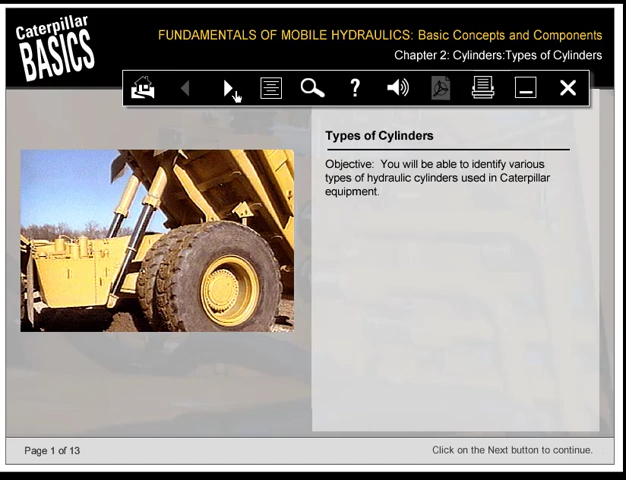 Caterpillar
BASICS
FUNDAMENTALS OF MOBILE HYDRAULICS: Basic Concepts and Components
Chapter 2: Cylinders:Types of Cylinders
?
Types of Cylinders
Objective: You will be able to identify various
types of hydraulic cylinders used in Caterpillar
equipment.
Page 1 of 13
Click on the Next button to continue.